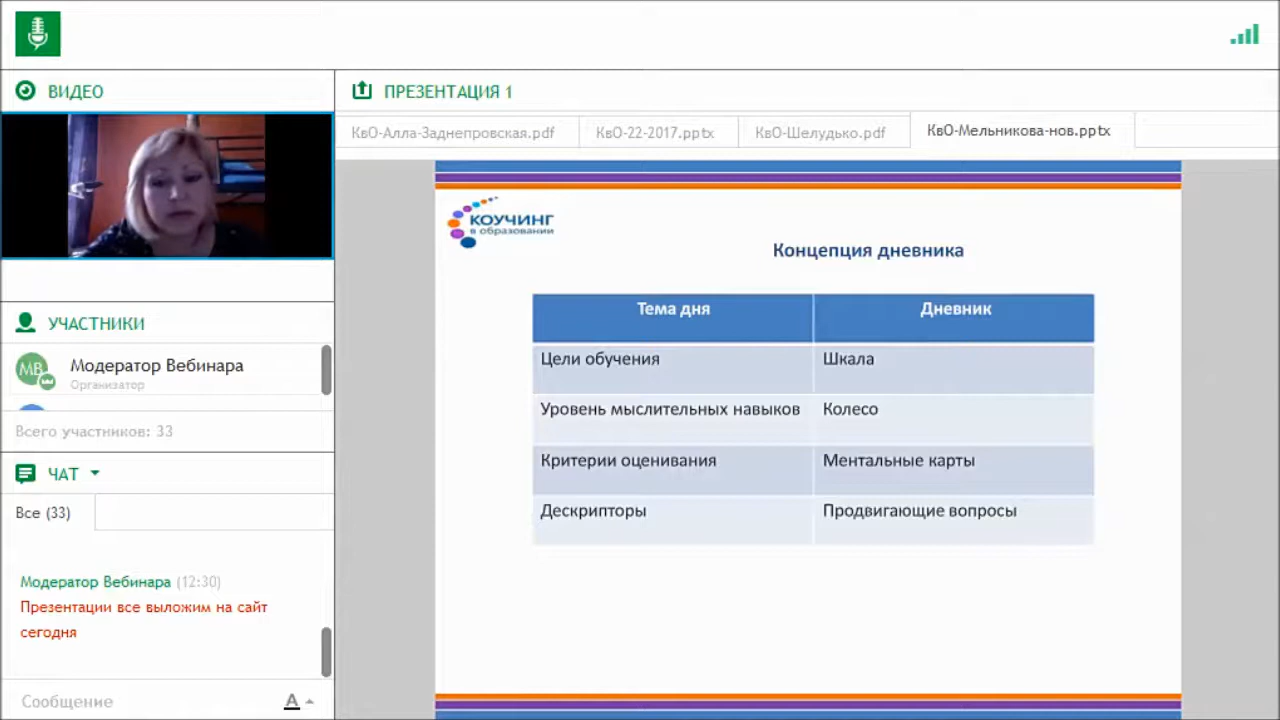 ВИДЕО
ПРЕЗЕНТАЦИЯ 1
КвО-Алла-Заднепровская.pdf
КвО-22-2017.pptx
КвО-Шелудько.pdf
КвО-Мельникова-нов.pptx
КОУЧИНГ
в образовании
Концепция дневника
Тема дня
Дневник
Цели обучения
Шкала
Уровень мыслительных навыков
Колесо
Критерии оценивания
Ментальные карты
Дескрипторы
Продвигающие вопросы
УЧАСТНИКИ
МВ
Модератор Вебинара
Организатор
Всего участников: 33
ЧАТ
Все (33)
Модератор Вебинара (12:30)
Презентации все выложим на сайт
сегодня
Сообщение
A